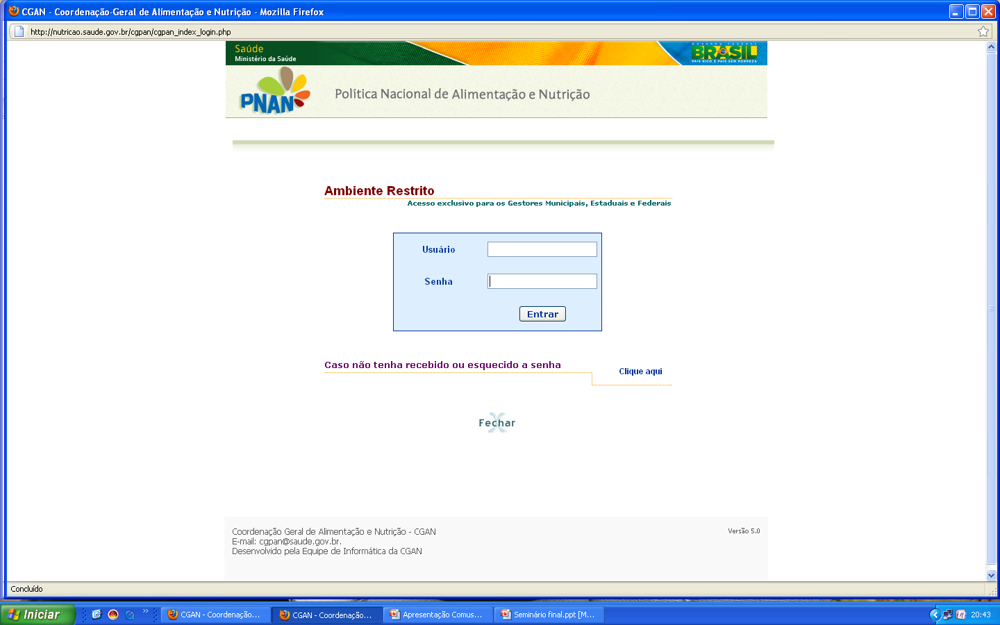 CGAN - Coordenação-Geral de Alimentação e Nutrição - Mozilla Firefox
http://nutricao.saude.gov.br/cgpan/cgpan_index_login.php
Saúde
Ministério da Saúde
GOVERNO FEDERAL
BRASIL
PAÍS RICO É PAÍS SEM POBREZA
PNAN
Política Nacional de Alimentação e Nutrição
Ambiente Restrito
Acesso exclusivo para os Gestores Municipais, Estaduais e Federais
Usuário
Senha
Entrar
Caso não tenha recebido ou esquecido a senha
Clique aqui
Fechar
Coordenação Geral de Alimentação e Nutrição - CGAN
Versão 5.0
E-mail: cgpan@saude.gov.br.
Desenvolvido pela Equipe de Informática da CGAN
Concluído
Iniciar
CGAN - Coordenação...
CGAN - Coordenação...
Apresentação Comus...
Seminário final.ppt [M...
20:43